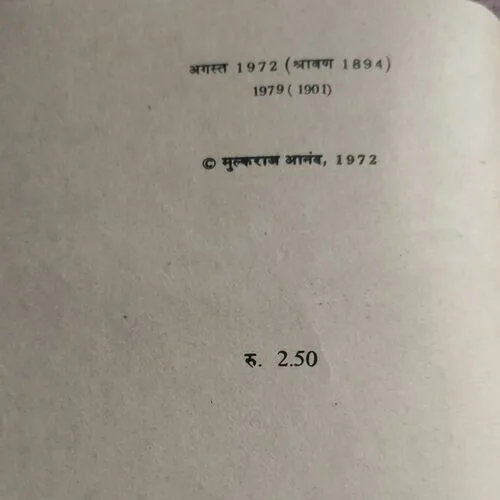 अगस्त 1972 (श्रावण 1894)
1979 ( 1901)
© मुल्कराज आनंद, 1972
रु. 2.50